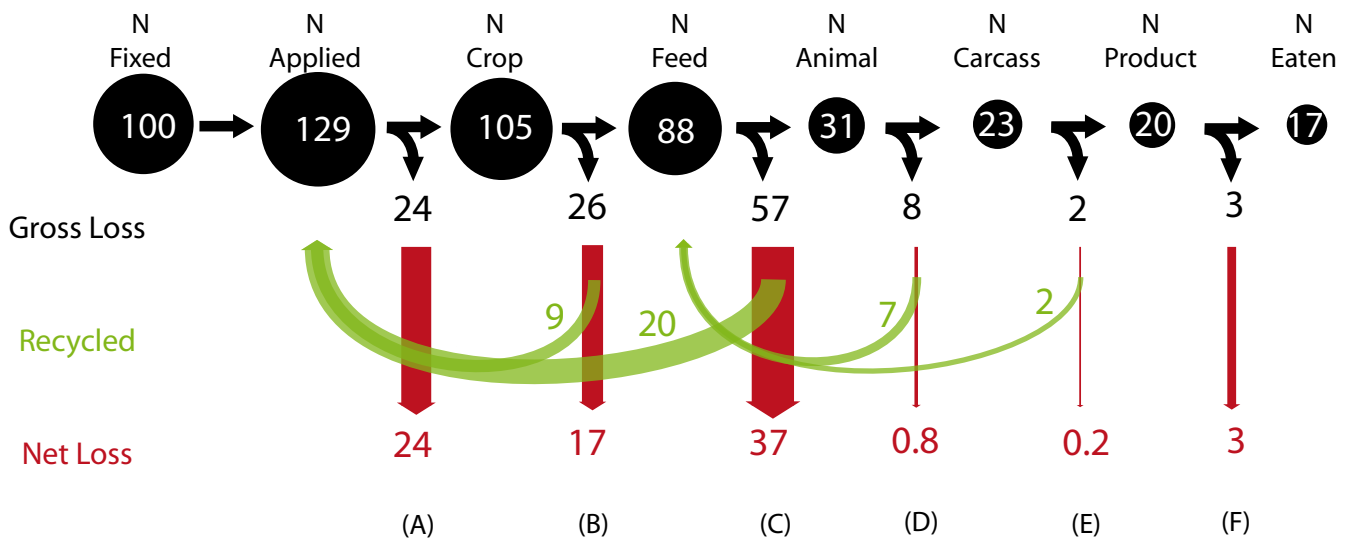 N N N N N N N N
Fixed Applied Crop Feed Animal Carcass Product Eaten
100 129 105 88 31 23 20 17
Gross Loss 24 26 57 8 2 3
Recycled 9 20 7 2
Net Loss 24 17 37 0.8 0.2 3
(A) (B) (C) (D) (E) (F)